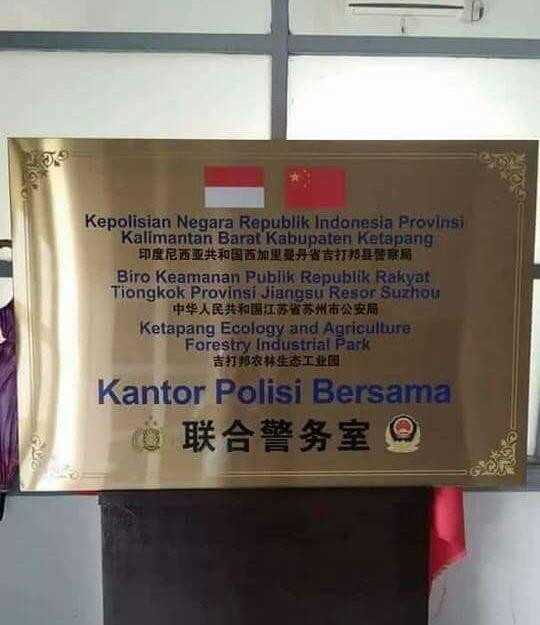 Kepolisian Negara Republik Indonesia Provinsi
Kalimantan Barat Kabupaten Ketapang
印度尼西亚共和国西加里曼丹省吉打邦县警察局
Biro Keamanan Publik Republik Rakyat
Tiongkok Provinsi Jiangsu Resor Suzhou
中华人民共和国江苏省苏州市公安局
Ketapang Ecology and Agriculture
Forestry Industrial Park
吉打邦农林生态工业园
Kantor Polisi Bersama
联合警务室